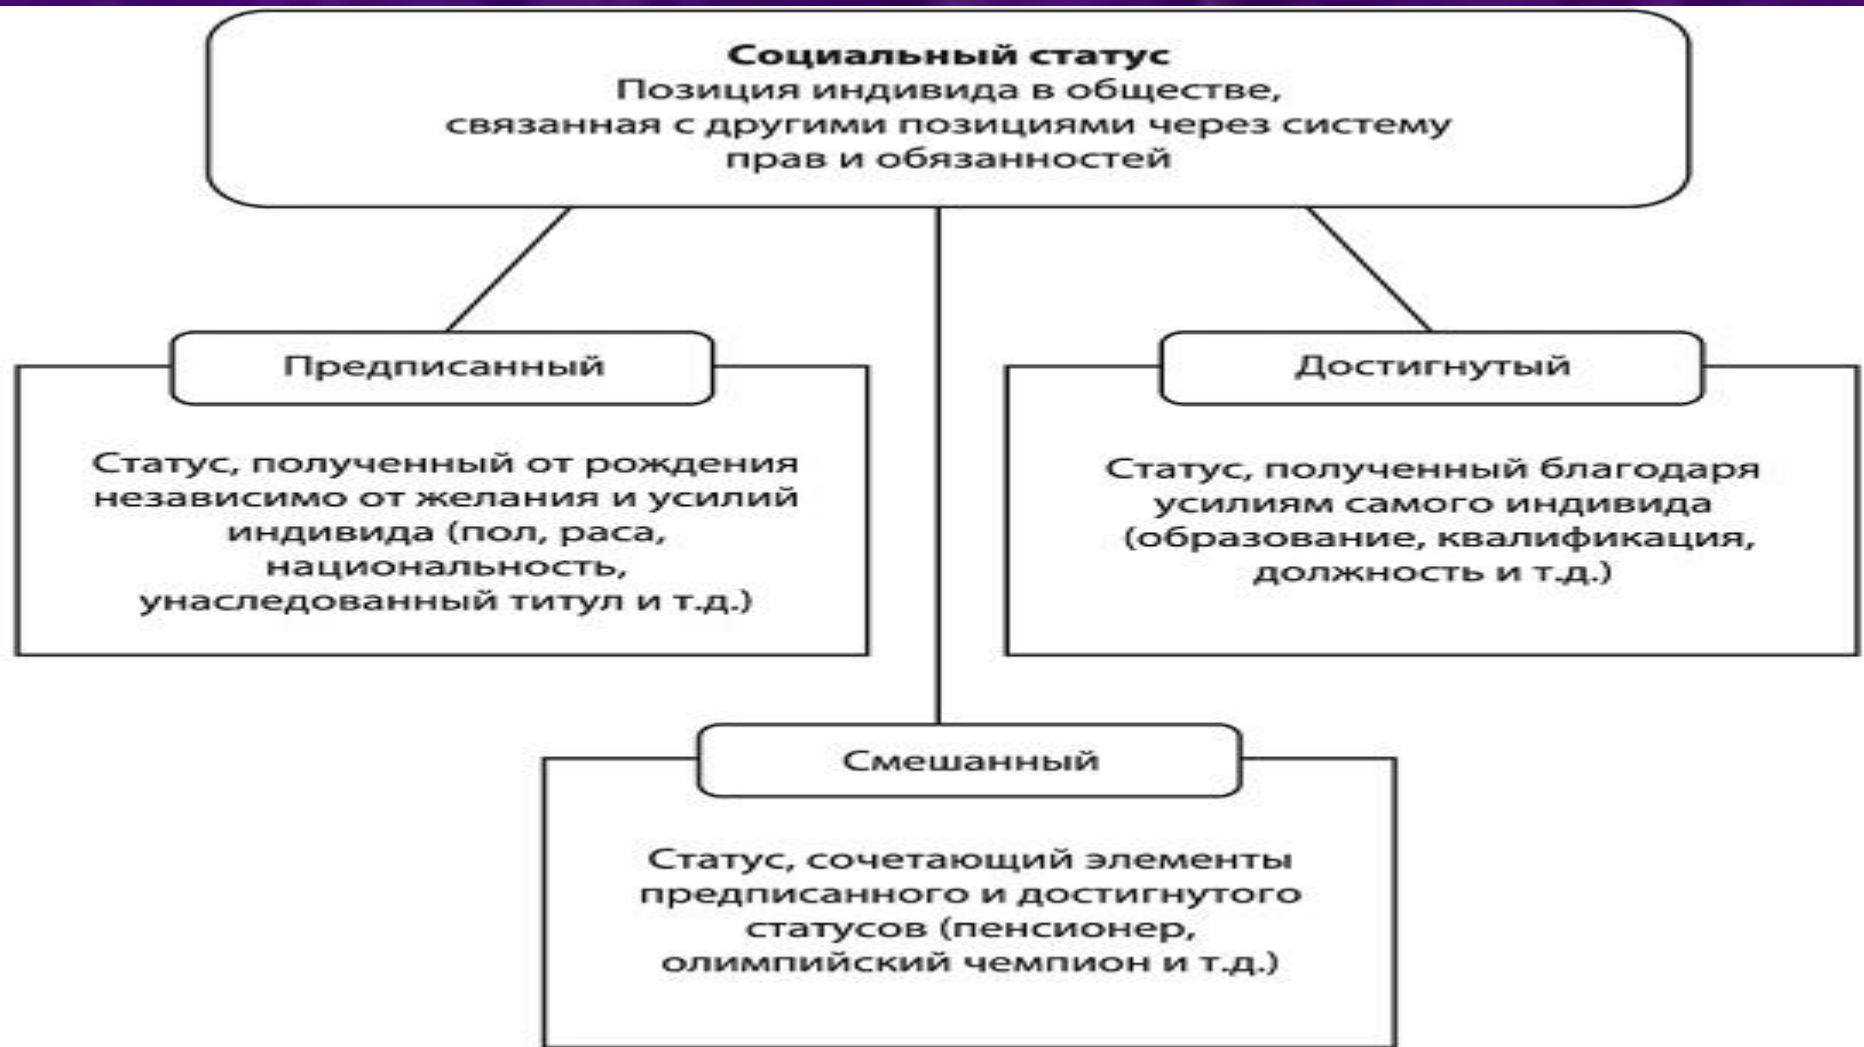 Социальный статус
Позиция индивида в обществе,
связанная с другими позициями через систему
прав и обязанностей
Предписанный
Статус, полученный от рождения
независимо от желания и усилий
индивида (пол, раса,
национальность,
унаследованный титул и т.д.)
Достигнутый
Статус, полученный благодаря
усилиям самого индивида
(образование, квалификация,
должность и т.д.)
Смешанный
Статус, сочетающий элементы
предписанного и достигнутого
статусов (пенсионер,
олимпийский чемпион и т.д.)